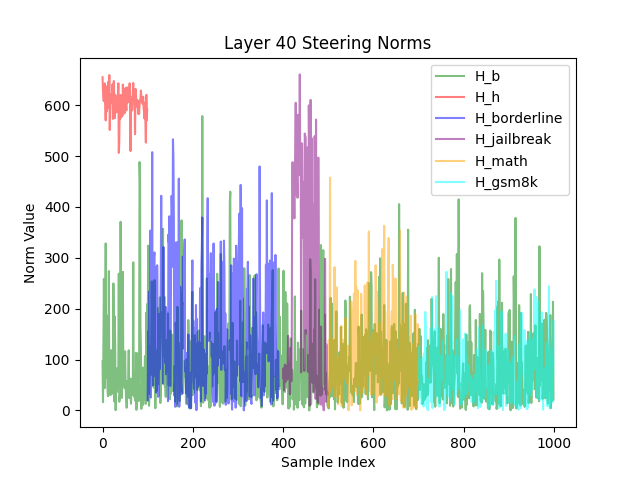 Layer 40 Steering Norms
H_b
H_h
H_borderline
H_jailbreak
H_math
H_gsm8k
Norm Value
600
500
400
300
200
100
0
0
200
400
600
800
1000
Sample Index